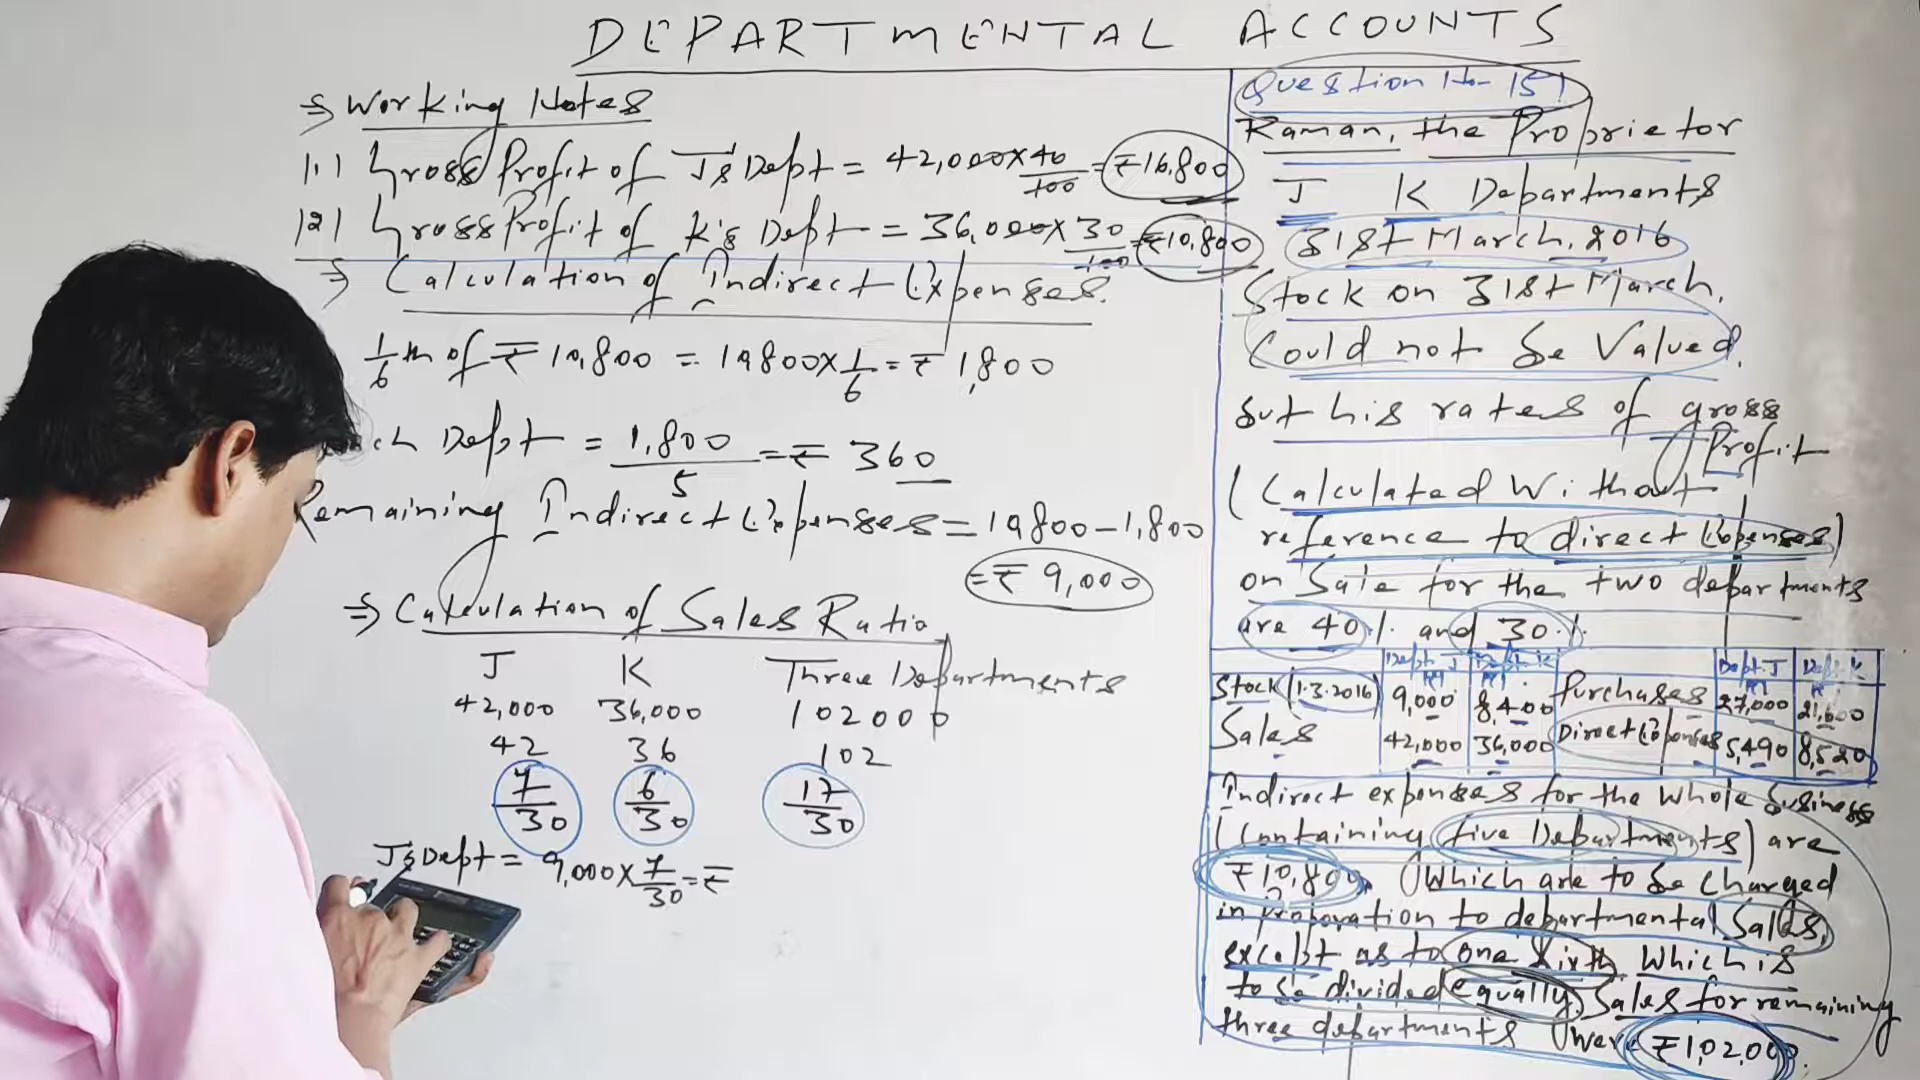 DEPARTMENTAL ACCOUNTS
⇒ Working Notes
|1.| Gross Profit of J's Dept = 42,000 × 40/100 = ₹16,800
|2| Gross Profit of K's Dept = 36,000 × 30/100 = ₹10,800
⇒ Calculation of Indirect Expenses.
1/6 th of ₹ 10,800 = 10800 × 1/6 = ₹ 1,800
Dept = 1,800/5 = ₹ 360
Remaining Indirect Expenses = 10800 – 1,800
= ₹ 9,000
⇒ Calculation of Sales Ratio
J K Three Departments
42,000 36,000 102000
42 36 102
7/30 6/30 17/30
J's Dept = 9,000 × 7/30 = ₹
Question No- 15
Raman, the Proprietor
J K Departments
31st March, 2016
Stock on 31st March.
Could not be Valued.
but his rates of gross
Profit
(Calculated Without
reference to direct Expenses)
on Sale for the two departments
are 40% and 30%.
Dept J Dept K Dept J Dept K
Stock (1.3.2016) 9,000 8,400 Purchases 27,000 21,600
Sales 42,000 36,000 Direct Expenses 5,490 8,520
Indirect expenses for the whole business
(Containing five Departments) are
₹10,800. Which are to be charged
in proporation to departmental Sales,
except as to one sixth Which is
to be divided equally. Sales for remaining
three departments were ₹1,02,000.